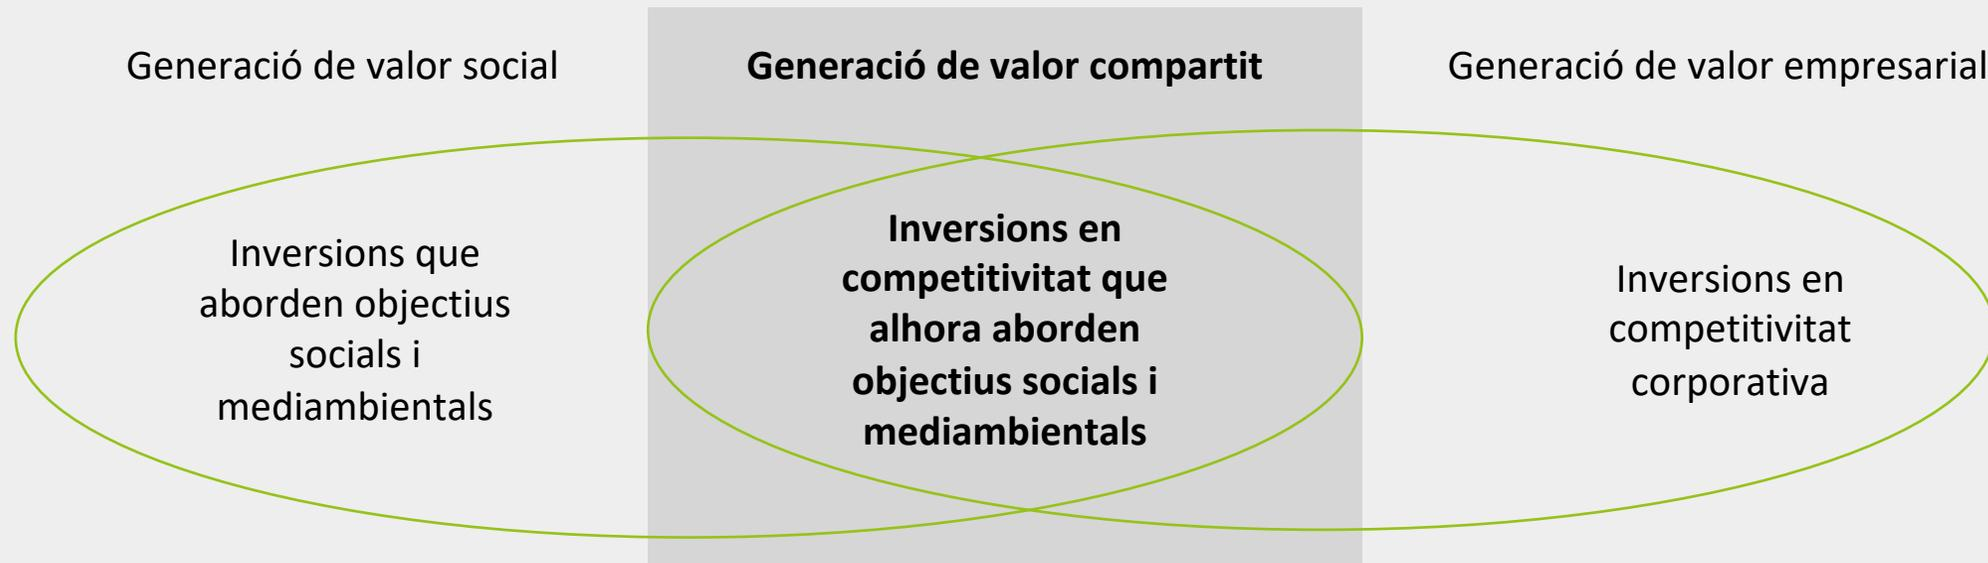 Generació de valor social
Generació de valor compartit
Generació de valor empresarial
Inversions que
aborden objectius
socials i
mediambientals
Inversions en
competitivitat que
alhora aborden
objectius socials i
mediambientals
Inversions en
competitivitat
corporativa